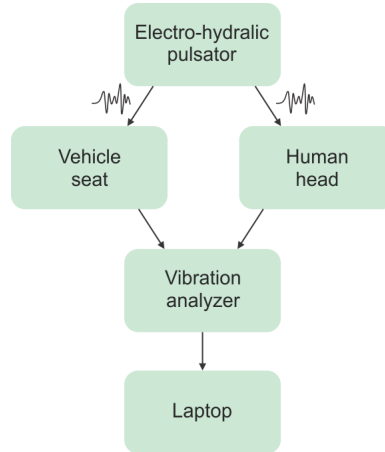 Electro-hydralic
pulsator
Vehicle
seat
Human
head
Vibration
analyzer
Laptop